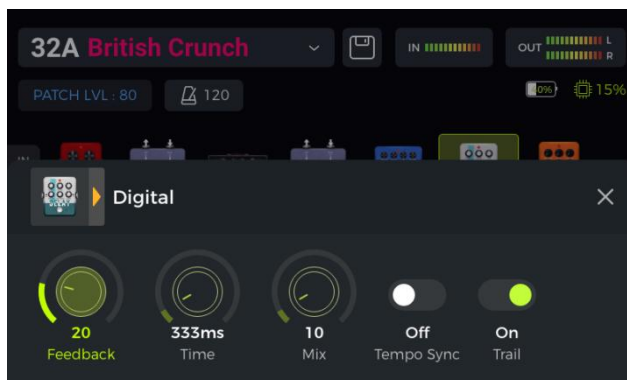 32A British Crunch
IN
OUT
L
R
PATCH LVL : 80
120
15%
Digital
20
333ms
10
Off
On
Feedback
Time
Mix
Tempo Sync
Trail